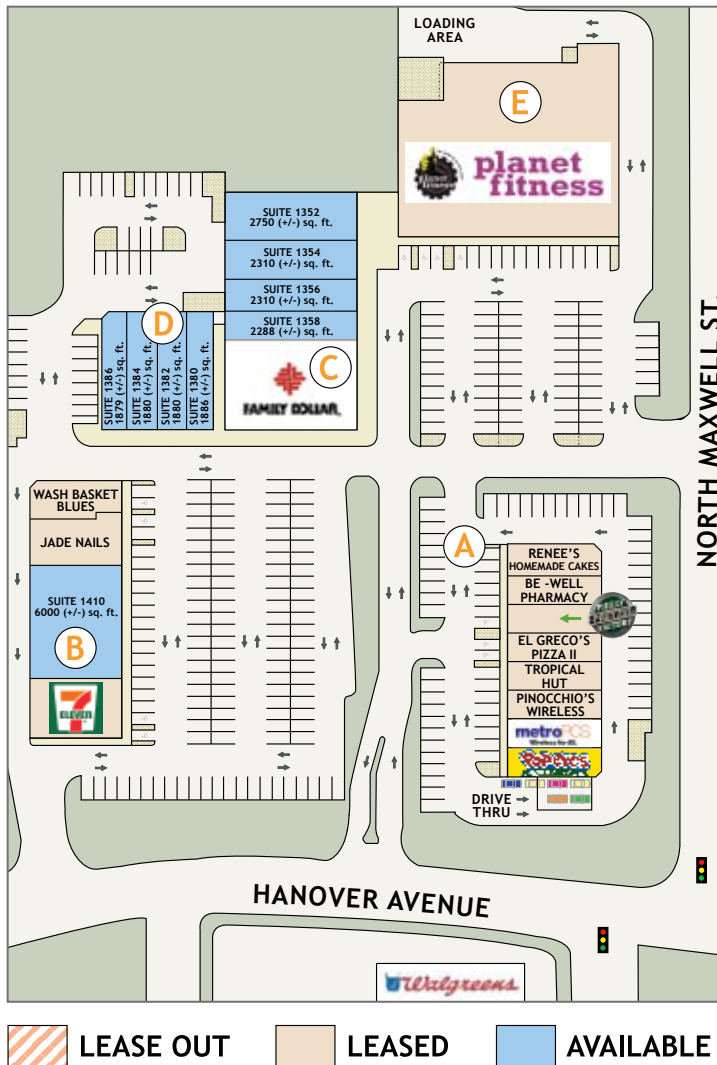 LOADING
AREA
E
planet
fitness
SUITE 1352
2750 (+/-) sq. ft.
SUITE 1354
2310 (+/-) sq. ft.
SUITE 1356
2310 (+/-) sq. ft.
SUITE 1358
2288 (+/-) sq. ft.
D
SUITE 1386
1879 (+/-) sq. ft.
SUITE 1384
1880 (+/-) sq. ft.
SUITE 1382
1880 (+/-) sq. ft.
SUITE 1380
1886 (+/-) sq. ft.
C
FAMILY DOLLAR
NORTH MAXWELL ST.
WASH BASKET
BLUES
JADE NAILS
SUITE 1410
6000 (+/-) sq. ft.
B
7
ELEVEN
A
RENEE'S
HOMEMADE CAKES
BE -WELL
PHARMACY
EL GRECO'S
PIZZA II
TROPICAL
HUT
PINOCCHIO'S
WIRELESS
metroPCS
Wireless for All.
POPEYES
DRIVE
THRU
HANOVER AVENUE
Walgreens
LEASE OUT
LEASED
AVAILABLE